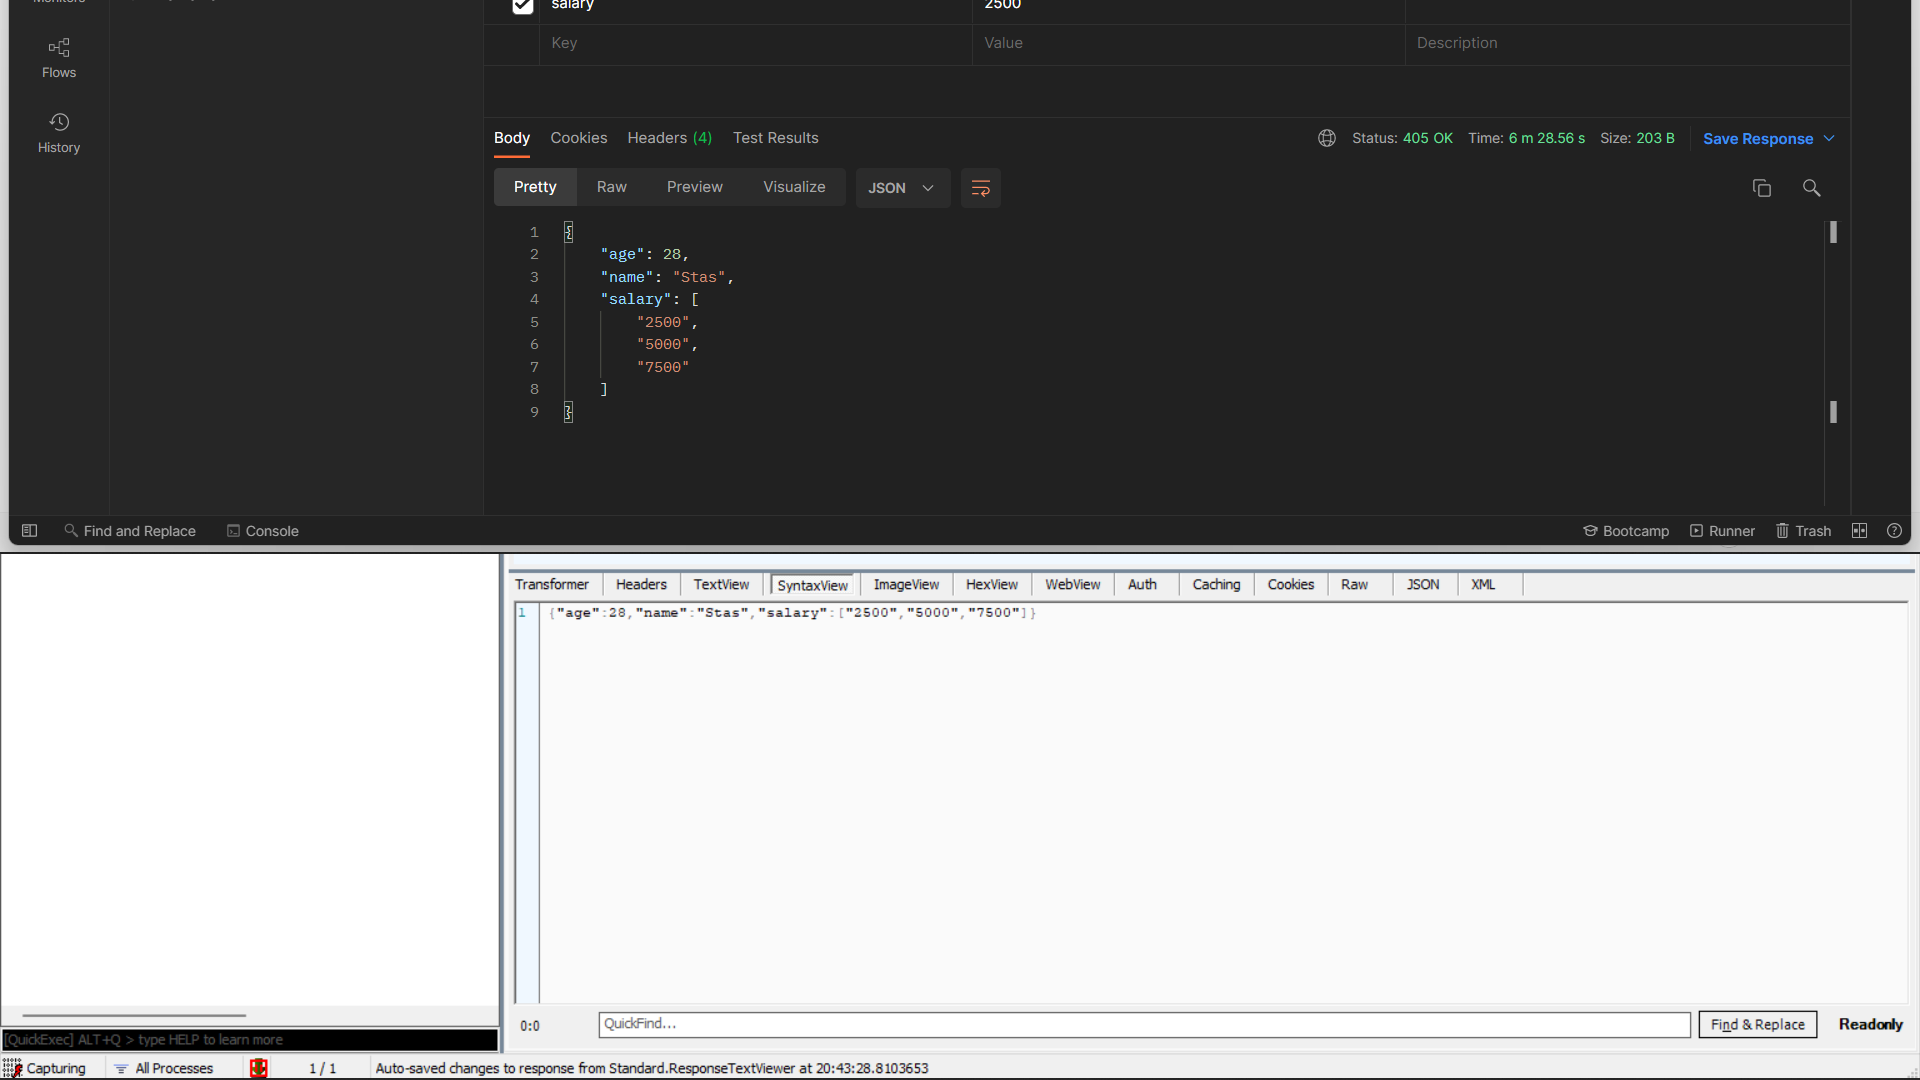 salary 2500
Key Value Description
Flows
History
Body Cookies Headers (4) Test Results Status: 405 OK Time: 6 m 28.56 s Size: 203 B Save Response
Pretty Raw Preview Visualize JSON
1 {
2 "age": 28,
3 "name": "Stas",
4 "salary": [
5 "2500",
6 "5000",
7 "7500"
8 ]
9 }
Find and Replace Console Bootcamp Runner Trash
Transformer Headers TextView SyntaxView ImageView HexView WebView Auth Caching Cookies Raw JSON XML
1 {"age":28,"name":"Stas","salary":["2500","5000","7500"]}
0:0 QuickFind... Find & Replace Readonly
[QuickExec] ALT+Q > type HELP to learn more
Capturing All Processes 1 / 1 Auto-saved changes to response from Standard.ResponseTextViewer at 20:43:28.8103653